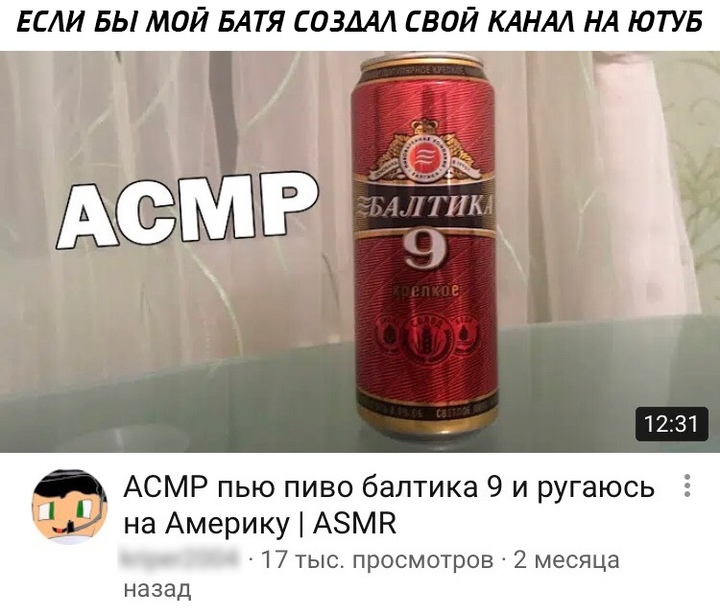 ЕСЛИ БЫ МОЙ БАТЯ СОЗДАЛ СВОЙ КАНАЛ НА ЮТУБ
АСМР
БАЛТИКА
9
крепкое
12:31
АСМР пью пиво балтика 9 и ругаюсь
на Америку | ASMR
· 17 тыс. просмотров · 2 месяца
назад